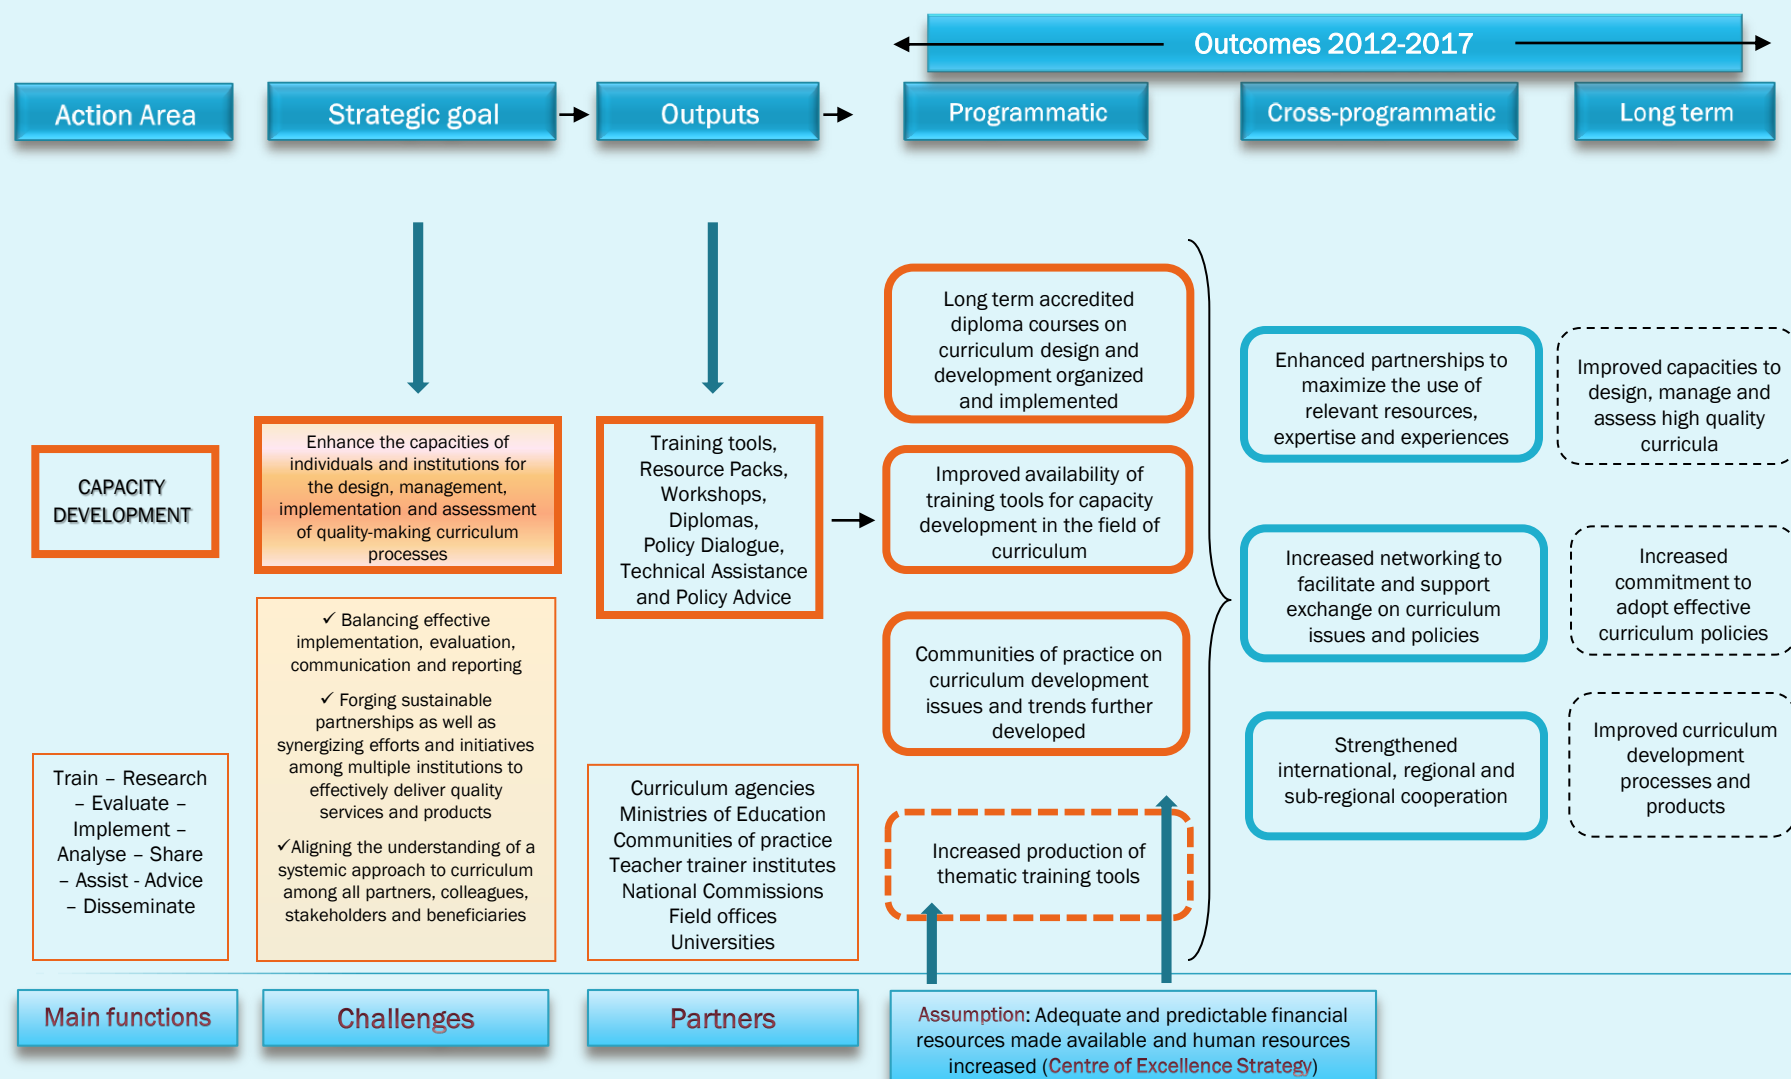 Outcomes 2012-2017
Action Area
Strategic goal
Outputs
Programmatic
Cross-programmatic
Long term
CAPACITY
DEVELOPMENT
Enhance the capacities of
individuals and institutions for
the design, management,
implementation and assessment
of quality-making curriculum
processes
Training tools,
Resource Packs,
Workshops,
Diplomas,
Policy Dialogue,
Technical Assistance
and Policy Advice
Long term accredited
diploma courses on
curriculum design and
development organized
and implemented
Improved availability of
training tools for capacity
development in the field of
curriculum
Communities of practice on
curriculum development
issues and trends further
developed
Increased production of
thematic training tools
Enhanced partnerships to
maximize the use of
relevant resources,
expertise and experiences
Increased networking to
facilitate and support
exchange on curriculum
issues and policies
Strengthened
international, regional and
sub-regional cooperation
Improved capacities to
design, manage and
assess high quality
curricula
Increased
commitment to
adopt effective
curriculum policies
Improved curriculum
development
processes and
products
Train – Research
– Evaluate –
Implement –
Analyse – Share
– Assist - Advice
– Disseminate
✓ Balancing effective
implementation, evaluation,
communication and reporting
✓ Forging sustainable
partnerships as well as
synergizing efforts and initiatives
among multiple institutions to
effectively deliver quality
services and products
✓Aligning the understanding of a
systemic approach to curriculum
among all partners, colleagues,
stakeholders and beneficiaries
Curriculum agencies
Ministries of Education
Communities of practice
Teacher trainer institutes
National Commissions
Field offices
Universities
Main functions
Challenges
Partners
Assumption: Adequate and predictable financial
resources made available and human resources
increased (Centre of Excellence Strategy)